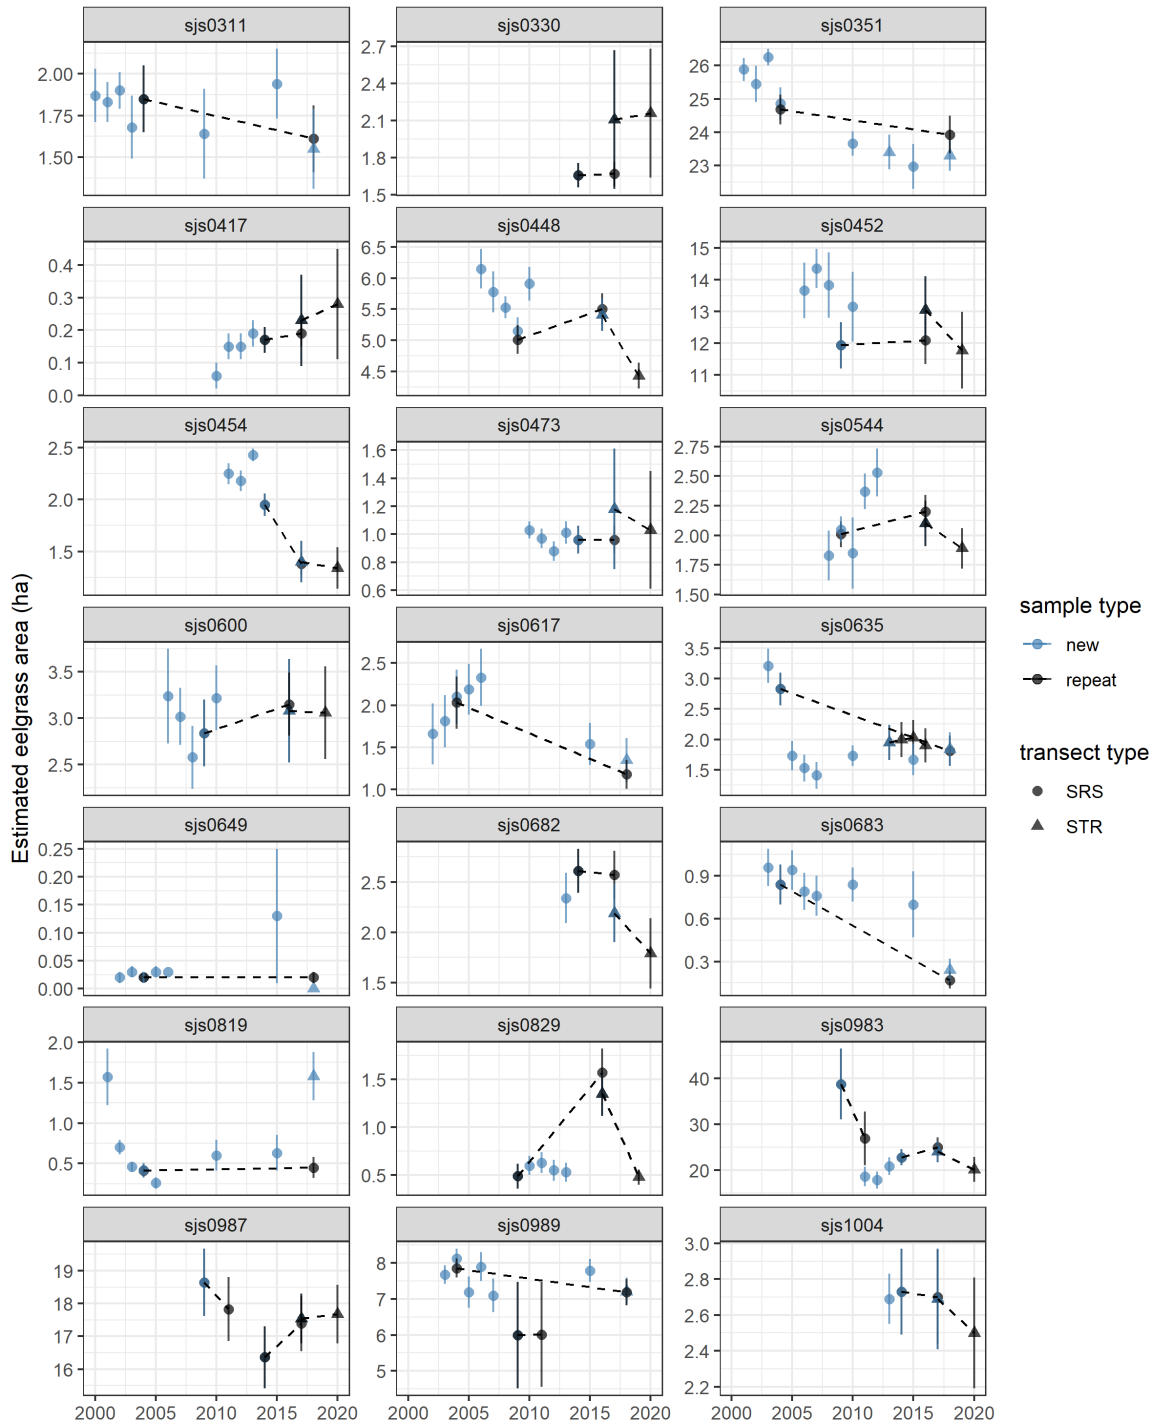 sjs0311 sjs0330 sjs0351
2.00 1.75 1.50
2.7 2.4 2.1 1.8 1.5
26 25 24 23
sjs0417 sjs0448 sjs0452
0.4 0.3 0.2 0.1 0.0
6.5 6.0 5.5 5.0 4.5
15 14 13 12 11
sjs0454 sjs0473 sjs0544
2.5 2.0 1.5
1.6 1.4 1.2 1.0 0.8 0.6
2.75 2.50 2.25 2.00 1.75 1.50
Estimated eelgrass area (ha)
sjs0600 sjs0617 sjs0635
3.5 3.0 2.5
2.5 2.0 1.5 1.0
3.5 3.0 2.5 2.0 1.5
sjs0649 sjs0682 sjs0683
0.25 0.20 0.15 0.10 0.05 0.00
2.5 2.0 1.5
0.9 0.6 0.3
sjs0819 sjs0829 sjs0983
2.0 1.5 1.0 0.5
1.5 1.0 0.5
40 30 20
sjs0987 sjs0989 sjs1004
19 18 17 16
8 7 6 5
3.0 2.8 2.6 2.4 2.2
2000 2005 2010 2015 2020 2000 2005 2010 2015 2020 2000 2005 2010 2015 2020
sample type
new
repeat
transect type
SRS
STR